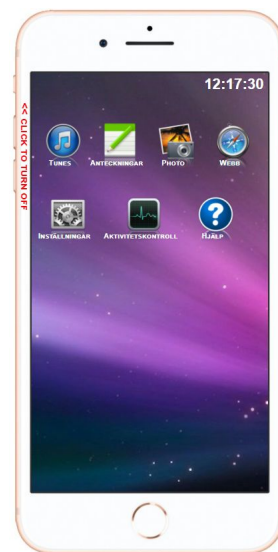 12:17:30
<< CLICK TO TURN OFF
TUNES
ANTECKNINGAR
PHOTO
WEBB
INSTÄLLNINGAR
AKTIVITETSKONTROLL
HJÄLP